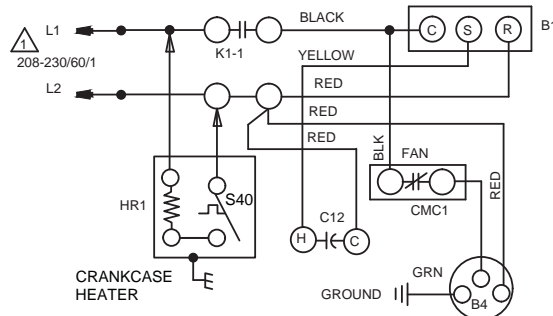 1
L1
208-230/60/1
L2
K1-1
BLACK
C
S
R
B1
YELLOW
RED
RED
RED
BLK
FAN
CMC1
RED
HR1
S40
C12
H
C
CRANKCASE
HEATER
GROUND
GRN
B4